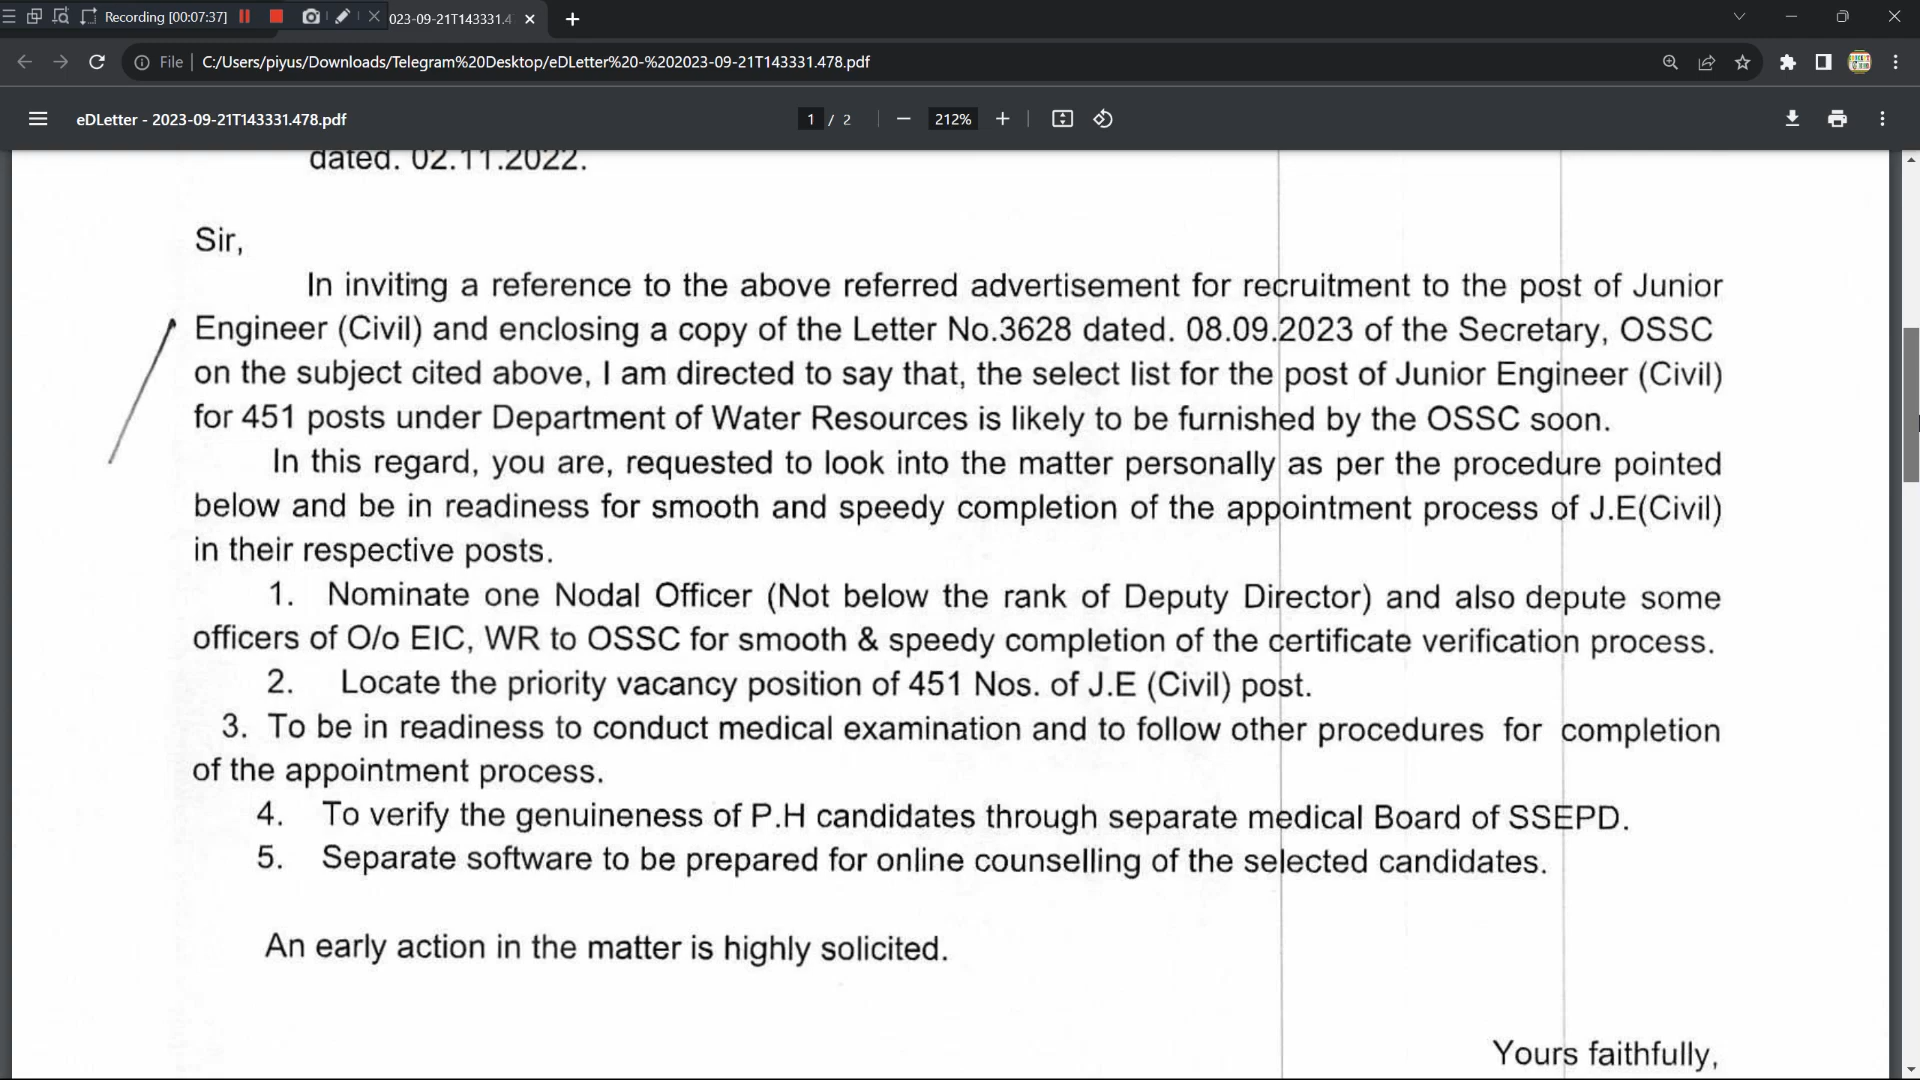 Recording [00:07:37]
023-09-21T143331.4
File
C:/Users/piyus/Downloads/Telegram%20Desktop/eDLetter%20-%202023-09-21T143331.478.pdf
eDLetter - 2023-09-21T143331.478.pdf
1 / 2
212%
dated. 02.11.2022.
Sir,
In inviting a reference to the above referred advertisement for recruitment to the post of Junior
Engineer (Civil) and enclosing a copy of the Letter No.3628 dated. 08.09.2023 of the Secretary, OSSC
on the subject cited above, I am directed to say that, the select list for the post of Junior Engineer (Civil)
for 451 posts under Department of Water Resources is likely to be furnished by the OSSC soon.
In this regard, you are, requested to look into the matter personally as per the procedure pointed
below and be in readiness for smooth and speedy completion of the appointment process of J.E(Civil)
in their respective posts.
1. Nominate one Nodal Officer (Not below the rank of Deputy Director) and also depute some
officers of O/o EIC, WR to OSSC for smooth & speedy completion of the certificate verification process.
2. Locate the priority vacancy position of 451 Nos. of J.E (Civil) post.
3. To be in readiness to conduct medical examination and to follow other procedures for completion
of the appointment process.
4. To verify the genuineness of P.H candidates through separate medical Board of SSEPD.
5. Separate software to be prepared for online counselling of the selected candidates.
An early action in the matter is highly solicited.
Yours faithfully,